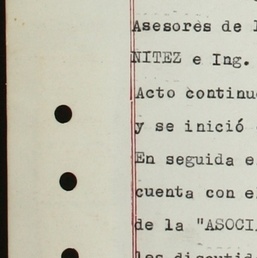 Asesores de
NITEZ e Ing.
Acto continu
y se inició
En seguida e
cuenta con e
de la "ASOCI